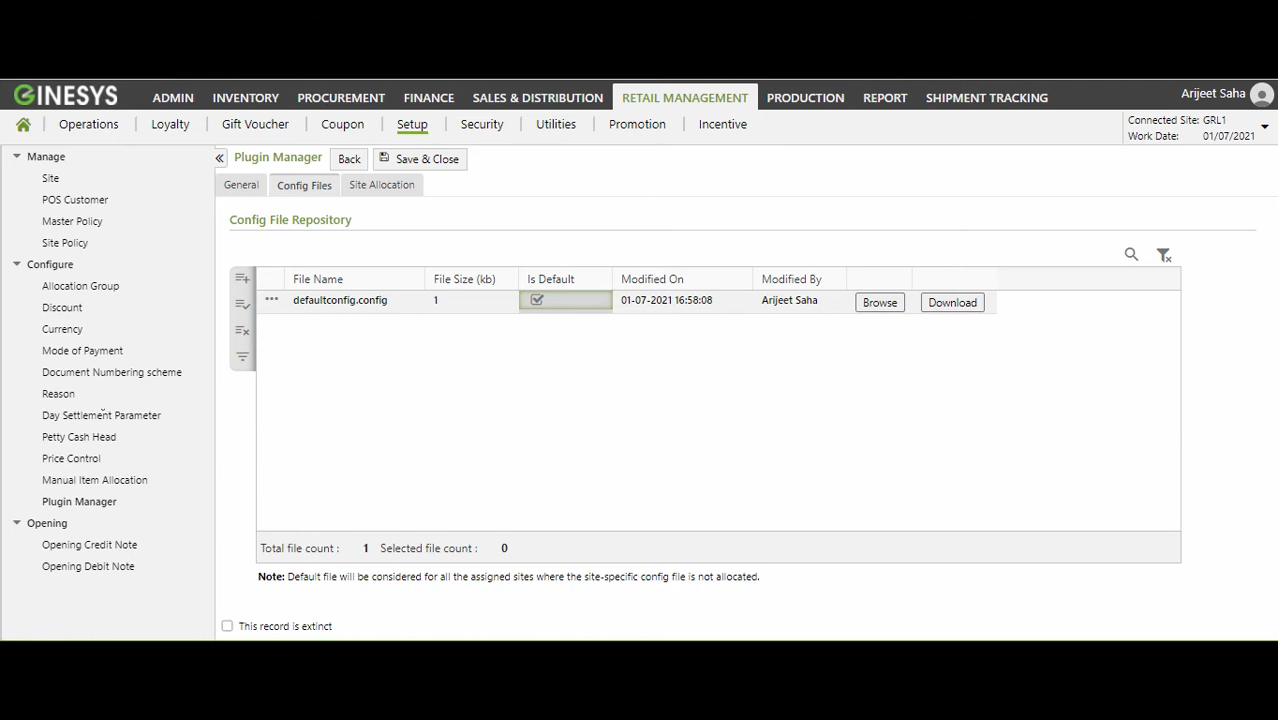 GINESYS
ADMIN INVENTORY PROCUREMENT FINANCE SALES & DISTRIBUTION RETAIL MANAGEMENT PRODUCTION REPORT SHIPMENT TRACKING Arijeet Saha
Operations Loyalty Gift Voucher Coupon Setup Security Utilities Promotion Incentive
Connected Site: GRL1
Work Date: 01/07/2021
Manage
Site
POS Customer
Master Policy
Site Policy
Configure
Allocation Group
Discount
Currency
Mode of Payment
Document Numbering scheme
Reason
Day Settlement Parameter
Petty Cash Head
Price Control
Manual Item Allocation
Plugin Manager
Opening
Opening Credit Note
Opening Debit Note
Plugin Manager Back Save & Close
General Config Files Site Allocation
Config File Repository
File Name File Size (kb) Is Default Modified On Modified By
defaultconfig.config 1 01-07-2021 16:58:08 Arijeet Saha Browse Download
Total file count : 1 Selected file count : 0
Note: Default file will be considered for all the assigned sites where the site-specific config file is not allocated.
This record is extinct